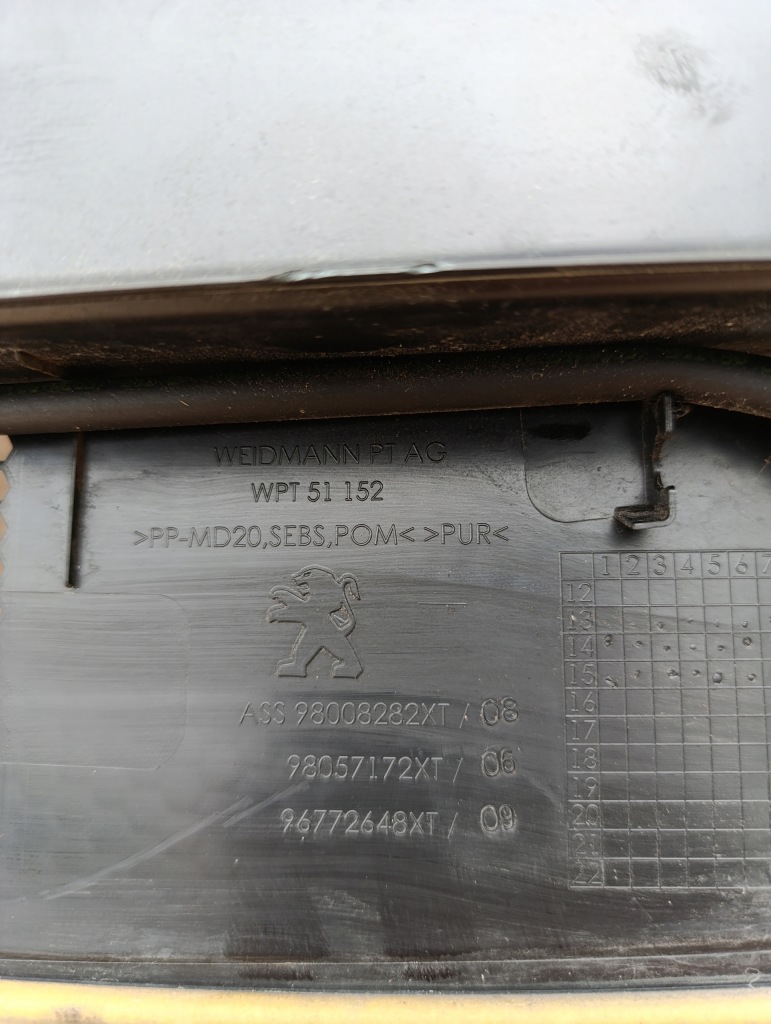 WEIDMANN PT AG
WPT 51 152
>PP-MD20,SEBS,POM< >PUR<
ASS 98008282XT / 08
98057172XT / 06
96772648XT / 09
1 2 3 4 5 6 7
12
13
14
15
16
17
18
19
20
21
22